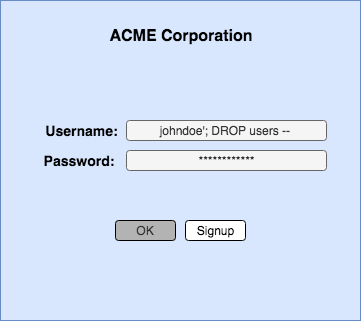 ACME Corporation
Username: johndoe'; DROP users --
Password: ************
OK Signup